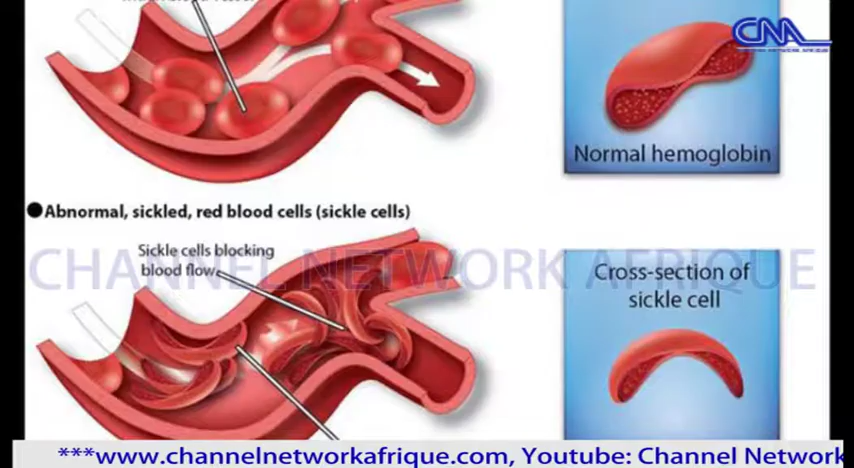 CNA
Normal hemoglobin
Abnormal, sickled, red blood cells (sickle cells)
Sickle cells blocking
blood flow
CHANNEL NETWORK AFRIQUE
Cross-section of
sickle cell
***www.channelnetworkafrique.com, Youtube: Channel Network